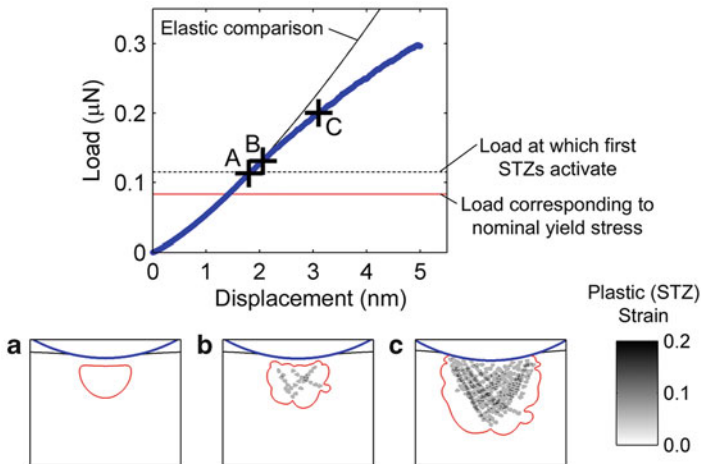 Elastic comparison
0.3
0.2
0.1
0
Load (µN)
A
B
C
Load at which first
STZs activate
Load corresponding to
nominal yield stress
0 1 2 3 4 5
Displacement (nm)
Plastic (STZ)
Strain
a
b
c
0.2
0.1
0.0